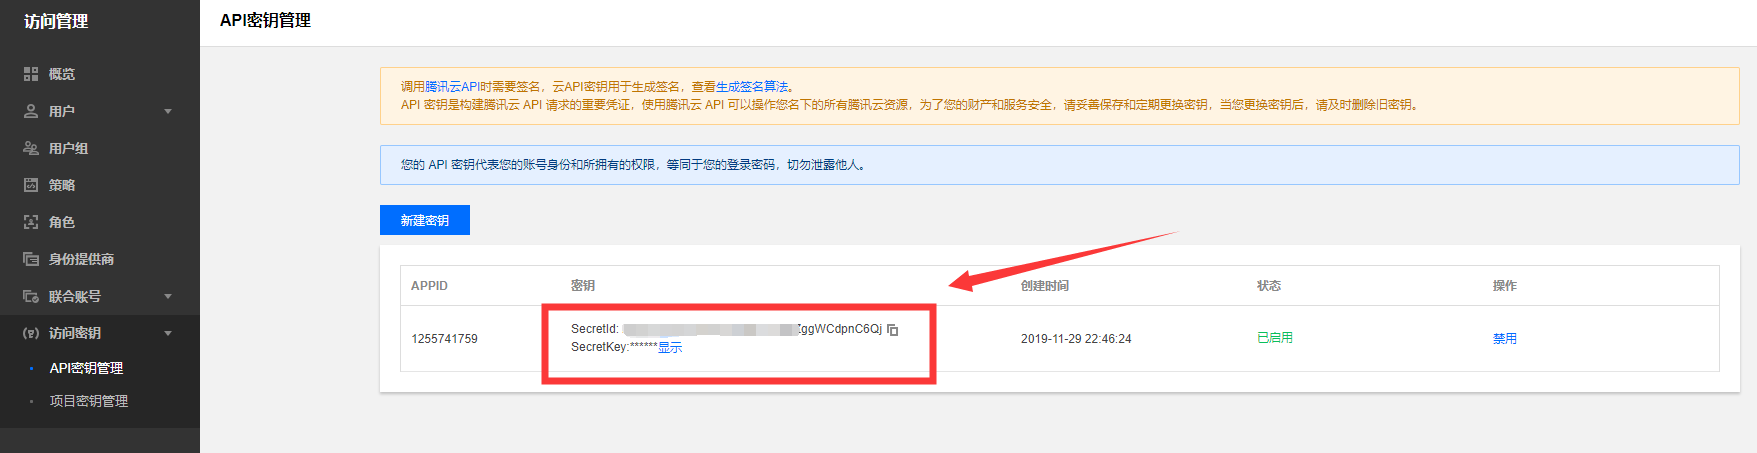 访问管理
API密钥管理
概览
用户
用户组
策略
角色
身份提供商
联合账号
访问密钥
API密钥管理
项目密钥管理
调用腾讯云API时需要签名，云API密钥用于生成签名，查看生成签名算法。
API 密钥是构建腾讯云 API 请求的重要凭证，使用腾讯云 API 可以操作您名下的所有腾讯云资源，为了您的财产和服务安全，请妥善保存和定期更换密钥，当您更换密钥后，请及时删除旧密钥。
您的 API 密钥代表您的账号身份和所拥有的权限，等同于您的登录密码，切勿泄露他人。
新建密钥
APPID 密钥 创建时间 状态 操作
1255741759
SecretId: ggWCdpnC6Qj
SecretKey:******显示
2019-11-29 22:46:24 已启用 禁用